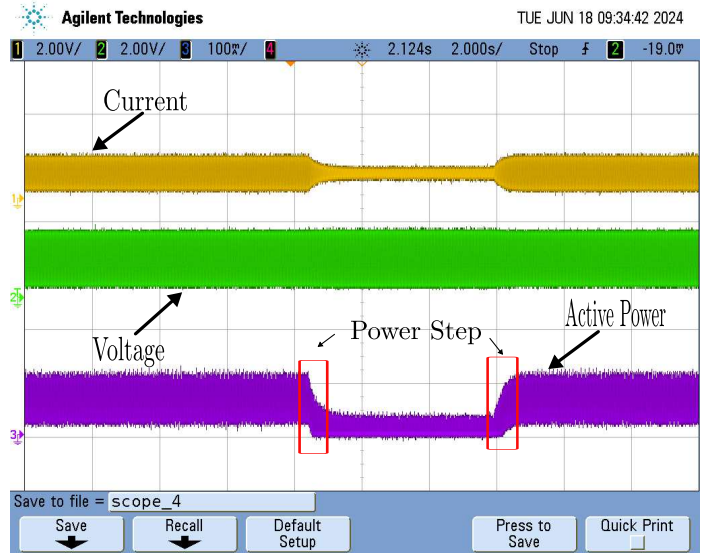 Agilent Technologies TUE JUN 18 09:34:42 2024
1 2.00V/ 2 2.00V/ 3 100m/ 4 2.124s 2.000s/ Stop 2 -19.0V
Current
1
2
Voltage
Power Step
Active Power
3
Save to file = scope_4
Save Recall Default Setup Press to Save Quick Print